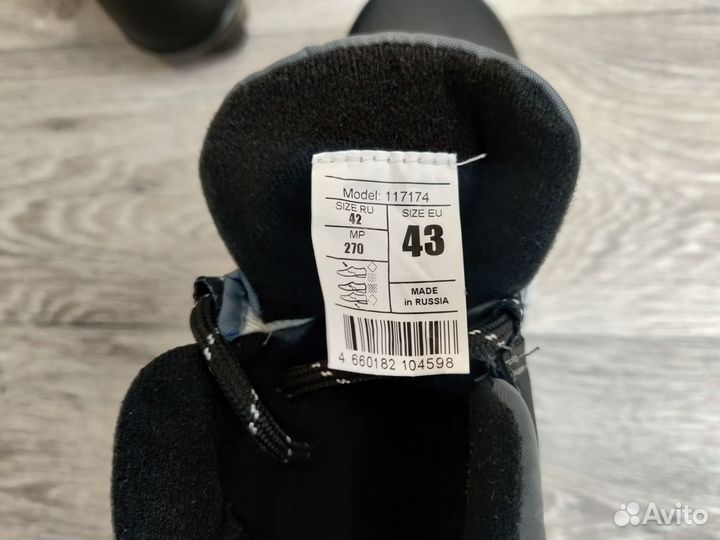 Model: 117174
SIZE RU
42
MP
270
SIZE EU
43
MADE
in RUSSIA
4 660182 104598
Avito